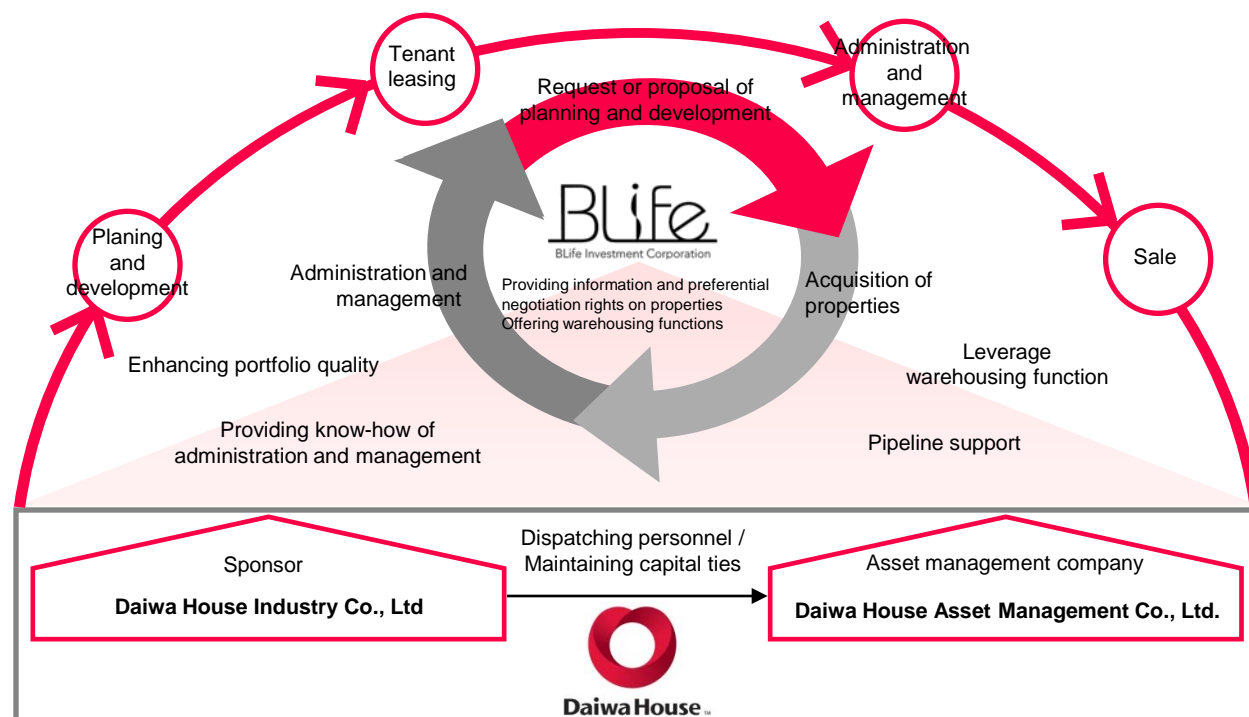 Tenant
leasing
Administration
and
management
Request or proposal of
planning and development
BLife
BLife Investment Corporation
Planing
and
development
Administration and
management
Providing information and preferential
negotiation rights on properties
Offering warehousing functions
Acquisition of
properties
Sale
Enhancing portfolio quality
Leverage
warehousing function
Providing know-how of
administration and management
Pipeline support
Sponsor
Daiwa House Industry Co., Ltd
Dispatching personnel /
Maintaining capital ties
Asset management company
Daiwa House Asset Management Co., Ltd.
Daiwa House™